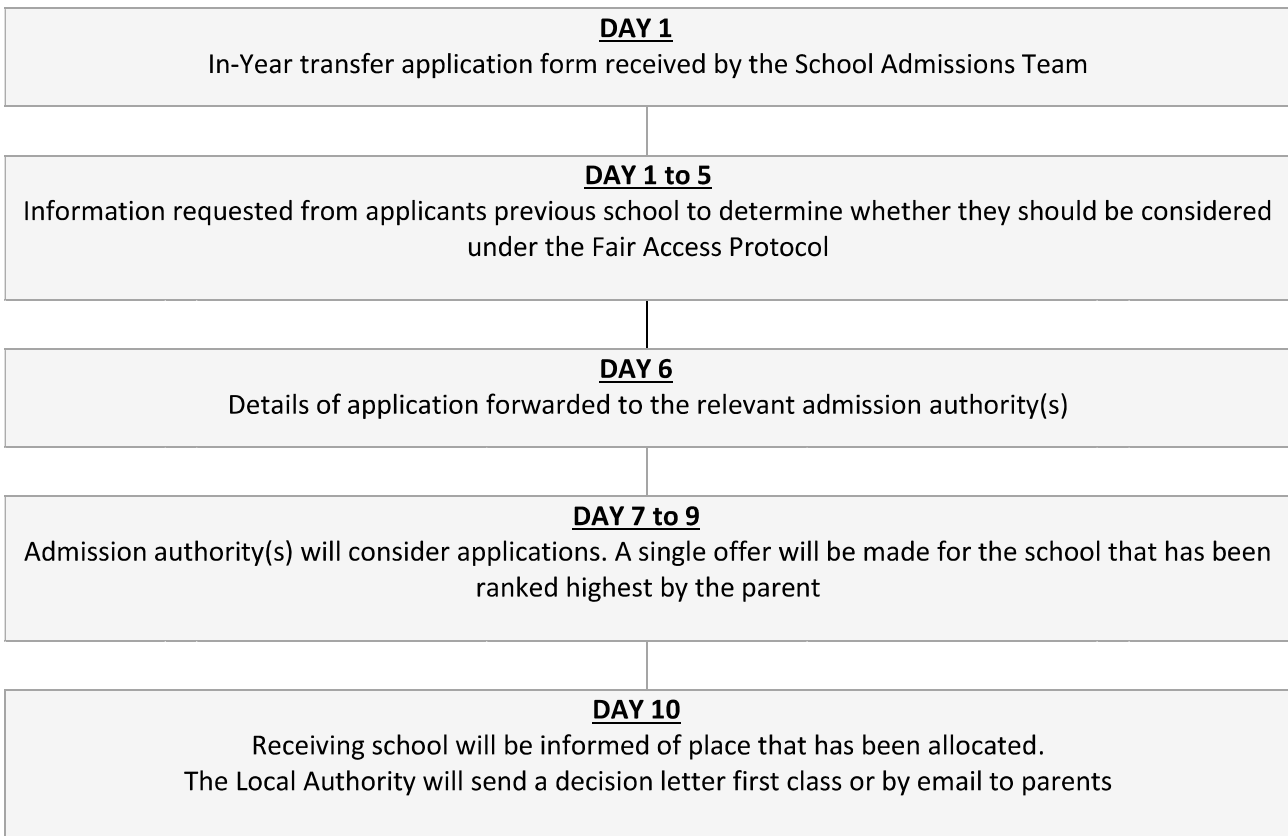 DAY 1
In-Year transfer application form received by the School Admissions Team
DAY 1 to 5
Information requested from applicants previous school to determine whether they should be considered
under the Fair Access Protocol
DAY 6
Details of application forwarded to the relevant admission authority(s)
DAY 7 to 9
Admission authority(s) will consider applications. A single offer will be made for the school that has been
ranked highest by the parent
DAY 10
Receiving school will be informed of place that has been allocated.
The Local Authority will send a decision letter first class or by email to parents